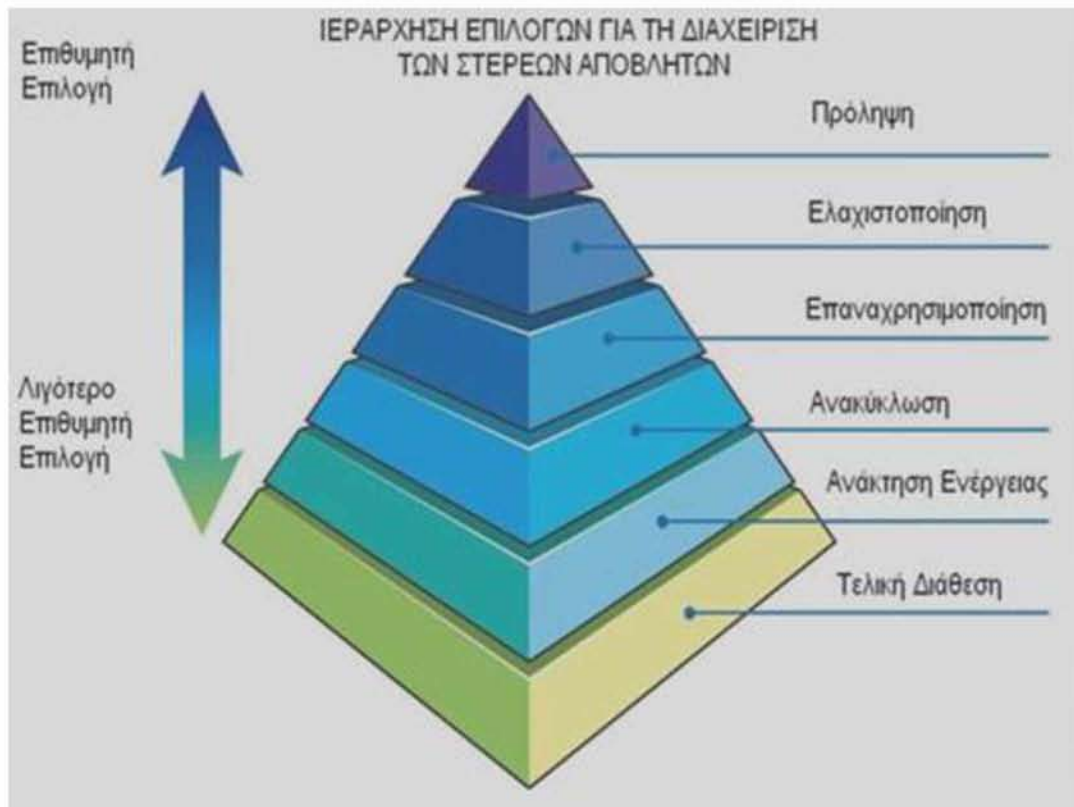 ΙΕΡΑΡΧΗΣΗ ΕΠΙΛΟΓΩΝ ΓΙΑ ΤΗ ΔΙΑΧΕΙΡΙΣΗ
ΤΩΝ ΣΤΕΡΕΩΝ ΑΠΟΒΛΗΤΩΝ
Επιθυμητή
Επιλογή
Πρόληψη
Ελαχιστοποίηση
Επαναχρησιμοποίηση
Λιγότερο
Επιθυμητή
Επιλογή
Ανακύκλωση
Ανάκτηση Ενέργειας
Τελική Διάθεση